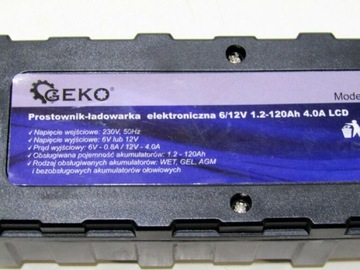 GEKO®
Mode
Prostownik-ładowarka elektroniczna 6/12V 1.2-120Ah 4.0A LCD
• Napięcie wejściowe: 230V, 50Hz
• Napięcie wyjściowe: 6V lub 12V
• Prąd wyjściowy: 6V - 0.8A / 12V - 4.0A
• Obsługiwana pojemność akumulatorów: 1.2 - 120Ah
• Rodzaj obsługiwanych akumulatorów: WET, GEL, AGM
i bezobsługowych akumulatorów ołowiowych